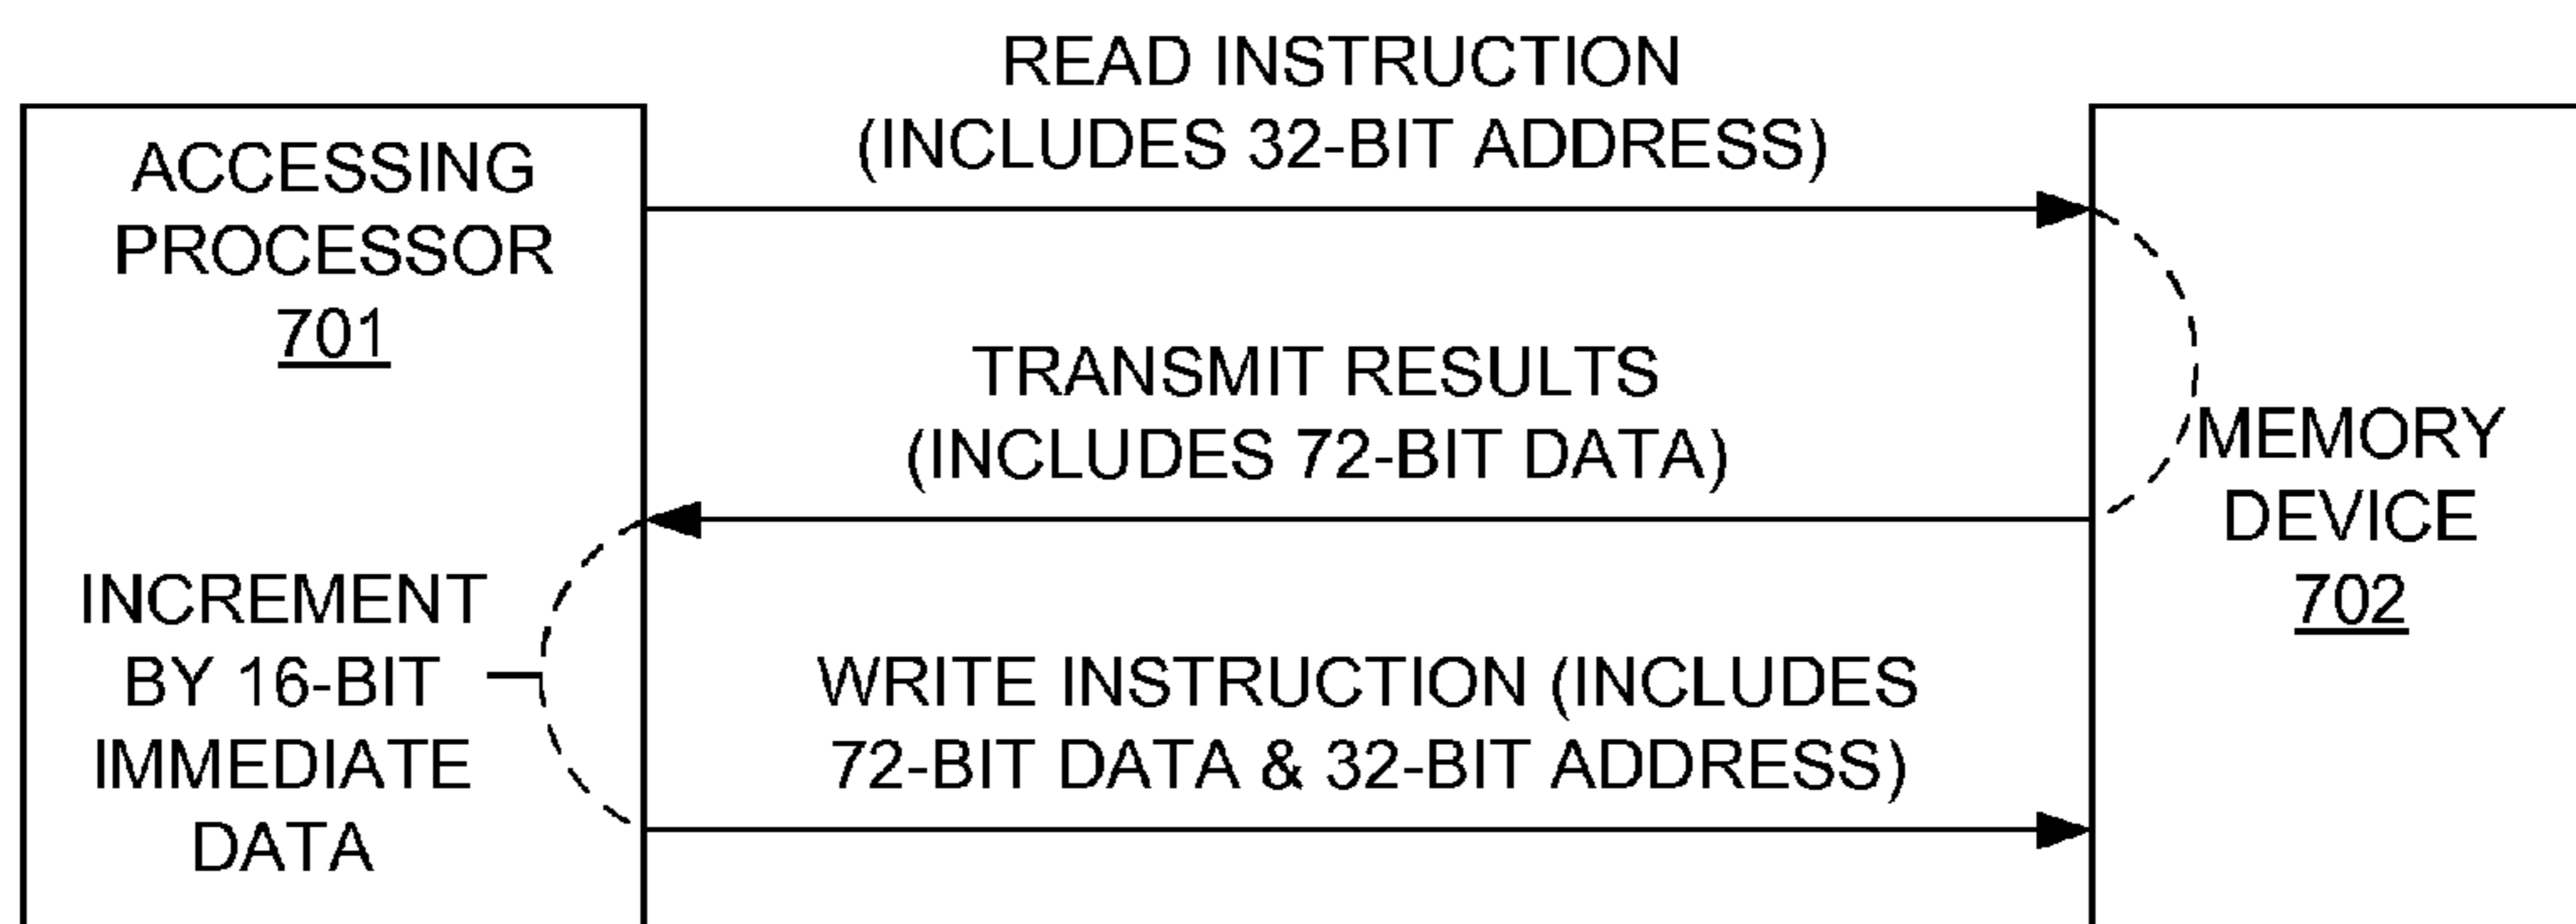 READ INSTRUCTION
(INCLUDES 32-BIT ADDRESS)
ACCESSING
PROCESSOR
701
TRANSMIT RESULTS
(INCLUDES 72-BIT DATA)
MEMORY
DEVICE
702
INCREMENT
BY 16-BIT
IMMEDIATE
DATA
WRITE INSTRUCTION (INCLUDES
72-BIT DATA & 32-BIT ADDRESS)